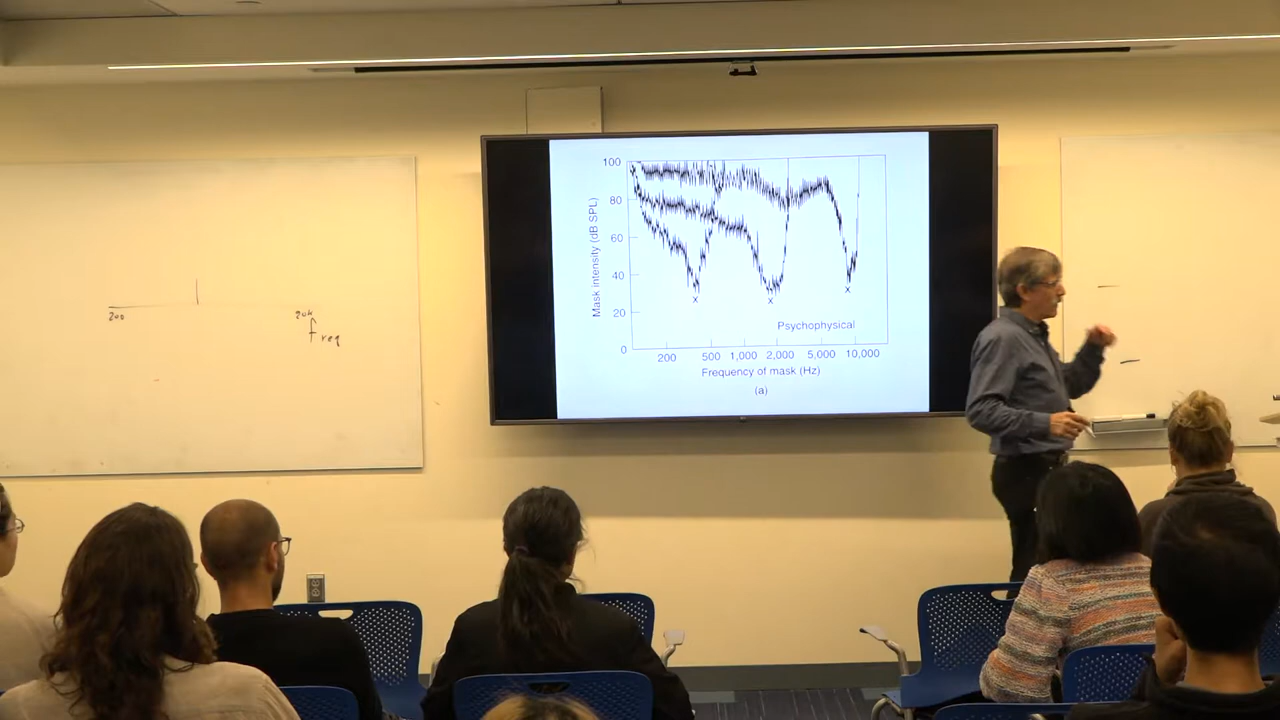 200
20k
freq
100
80
60
40
20
0
Mask intensity (dB SPL)
x x x
Psychophysical
200 500 1,000 2,000 5,000 10,000
Frequency of mask (Hz)
(a)